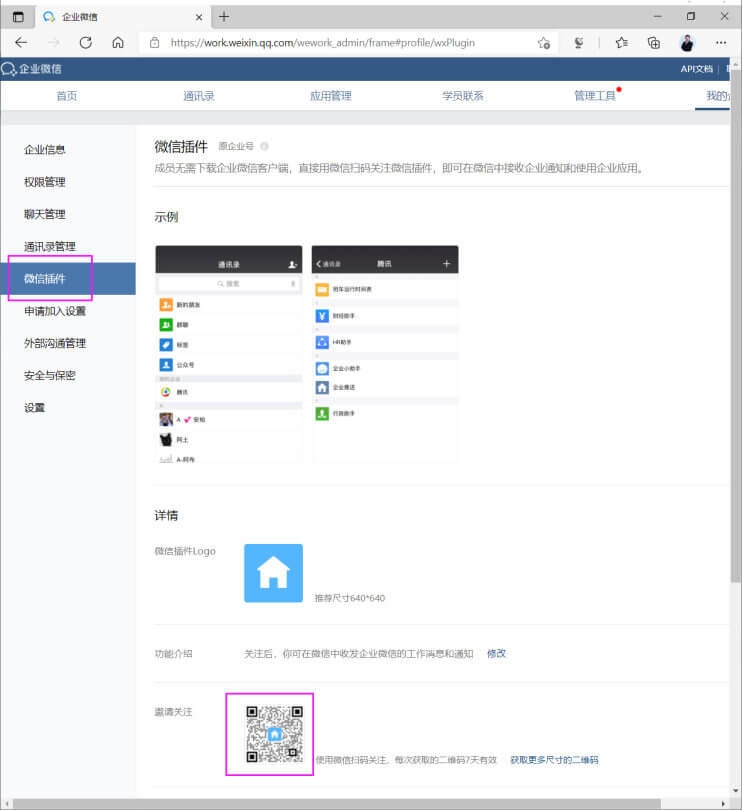 企业微信
https://work.weixin.qq.com/wework_admin/frame#profile/wxPlugin
企业微信
API文档
首页 通讯录 应用管理 学员联系 管理工具 我的
企业信息
权限管理
聊天管理
通讯录管理
微信插件
申请加入设置
外部沟通管理
安全与保密
设置
微信插件 原企业号
成员无需下载企业微信客户端，直接用微信扫码关注微信插件，即可在微信中接收企业通知和使用企业应用。
示例
通讯录
搜索
新的朋友
群聊
标签
公众号
我的企业
腾讯
A
阿土
A-阿布
通讯录 腾讯
班车运行时间表
财经助手
HR助手
企业小助手
企业推送
行政助手
详情
微信插件Logo
推荐尺寸640*640
功能介绍 关注后，你可在微信中收发企业微信的工作消息和通知 修改
邀请关注
使用微信扫码关注，每次获取的二维码7天有效 获取更多尺寸的二维码